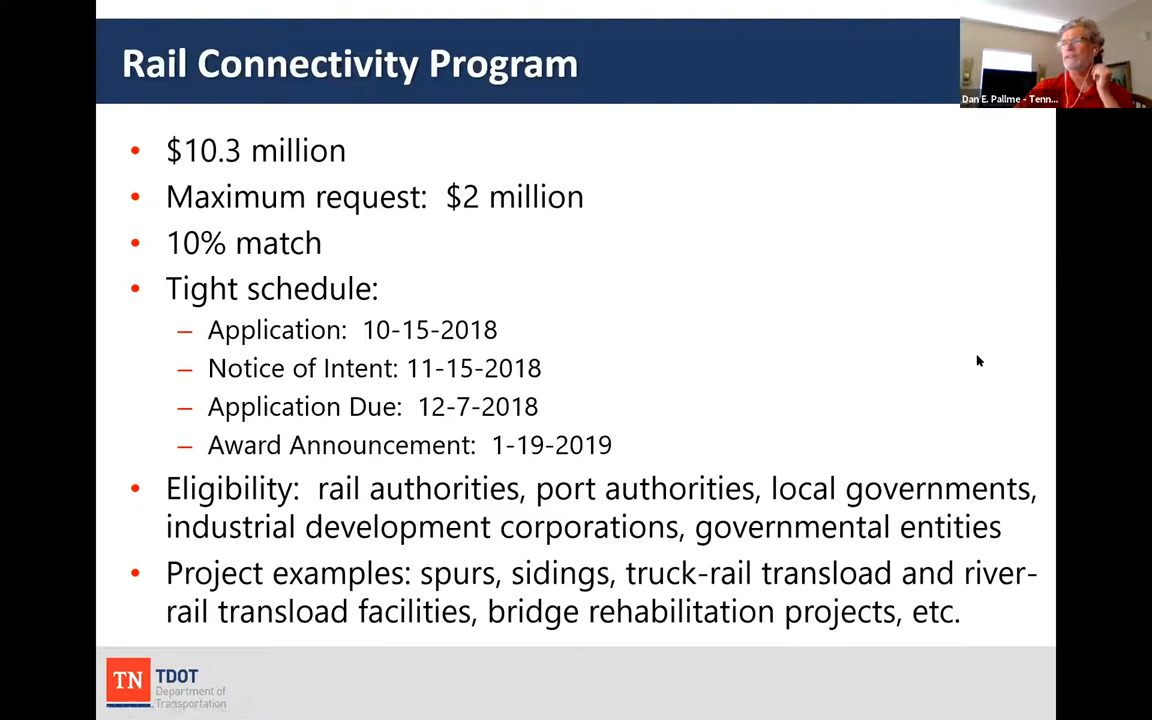 Rail Connectivity Program
Dan E. Pallme - Tenn...
• $10.3 million
• Maximum request: $2 million
• 10% match
• Tight schedule:
– Application: 10-15-2018
– Notice of Intent: 11-15-2018
– Application Due: 12-7-2018
– Award Announcement: 1-19-2019
• Eligibility: rail authorities, port authorities, local governments,
industrial development corporations, governmental entities
• Project examples: spurs, sidings, truck-rail transload and river-
rail transload facilities, bridge rehabilitation projects, etc.
TN
TDOT
Department of
Transportation